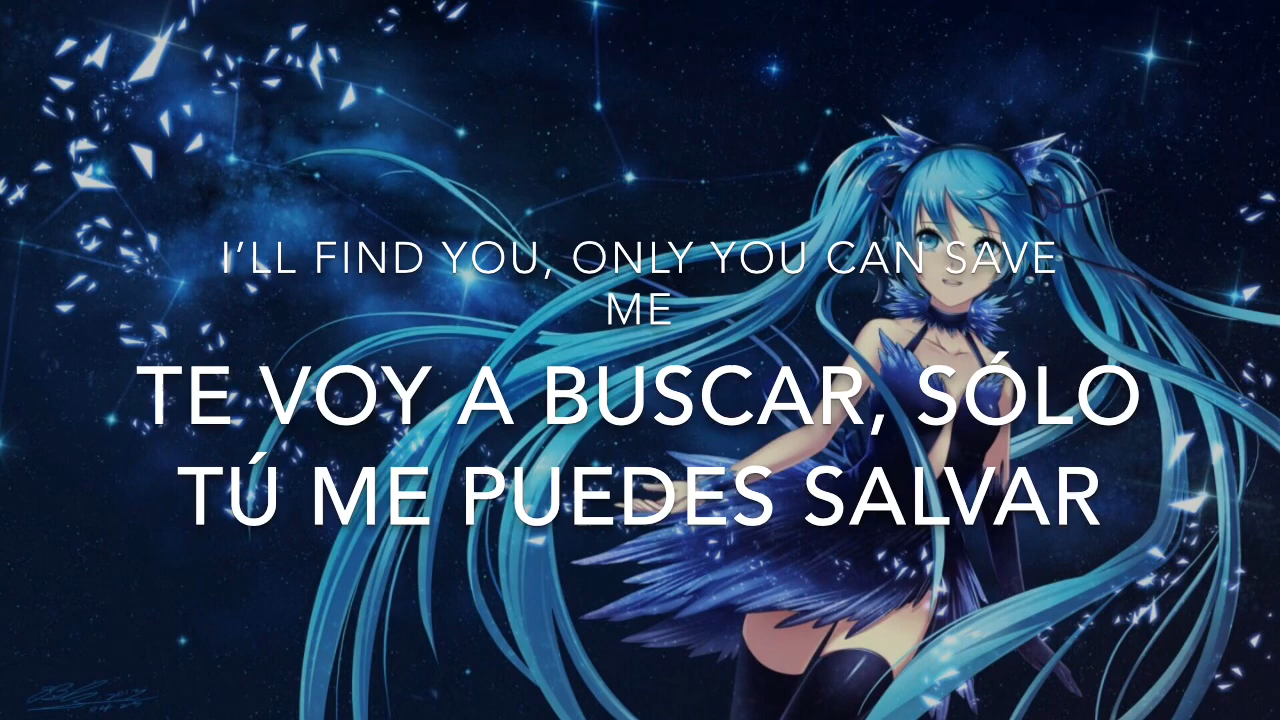 I’LL FIND YOU, ONLY YOU CAN SAVE
ME
TE VOY A BUSCAR, SÓLO
TÚ ME PUEDES SALVAR